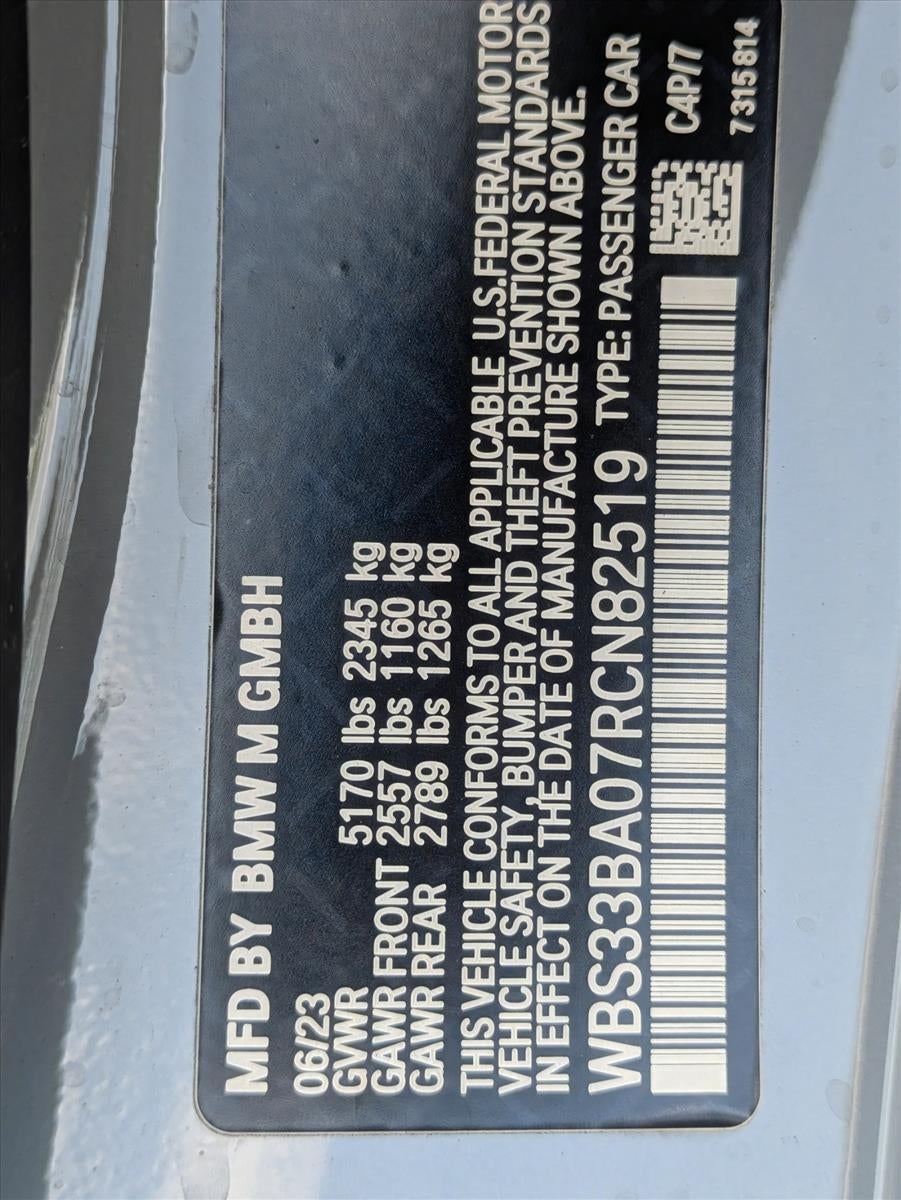 MFD BY BMW M GMBH
06/23
GVWR 5170 lbs 2345 kg
GAWR FRONT 2557 lbs 1160 kg
GAWR REAR 2789 lbs 1265 kg
THIS VEHICLE CONFORMS TO ALL APPLICABLE U.S.FEDERAL MOTOR
VEHICLE SAFETY, BUMPER AND THEFT PREVENTION STANDARDS
IN EFFECT ON THE DATE OF MANUFACTURE SHOWN ABOVE.
WBS33BA07RCN82519 TYPE: PASSENGER CAR
C4P/7
7315814